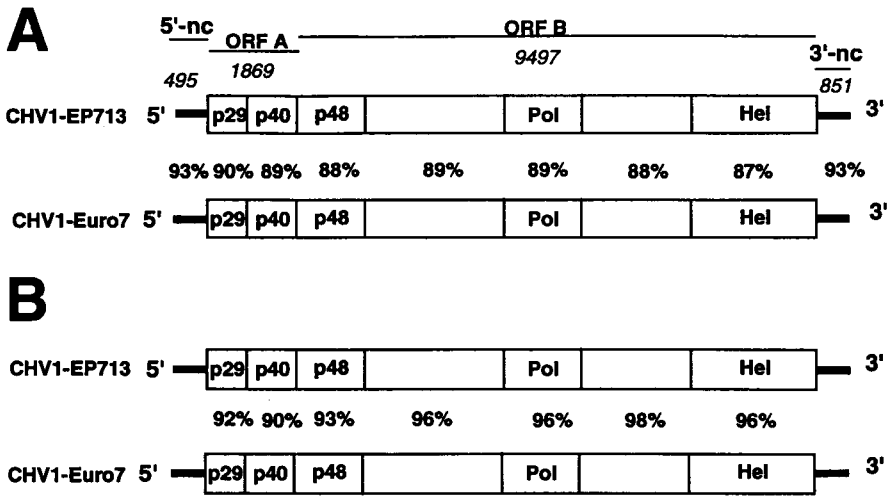 A
5'-nc ORF A ORF B 3'-nc
495 1869 9497 851
CHV1-EP713 5' p29 p40 p48 Pol Hel 3'
93% 90% 89% 88% 89% 89% 88% 87% 93%
CHV1-Euro7 5' p29 p40 p48 Pol Hel 3'
B
CHV1-EP713 5' p29 p40 p48 Pol Hel 3'
92% 90% 93% 96% 96% 98% 96%
CHV1-Euro7 5' p29 p40 p48 Pol Hel 3'